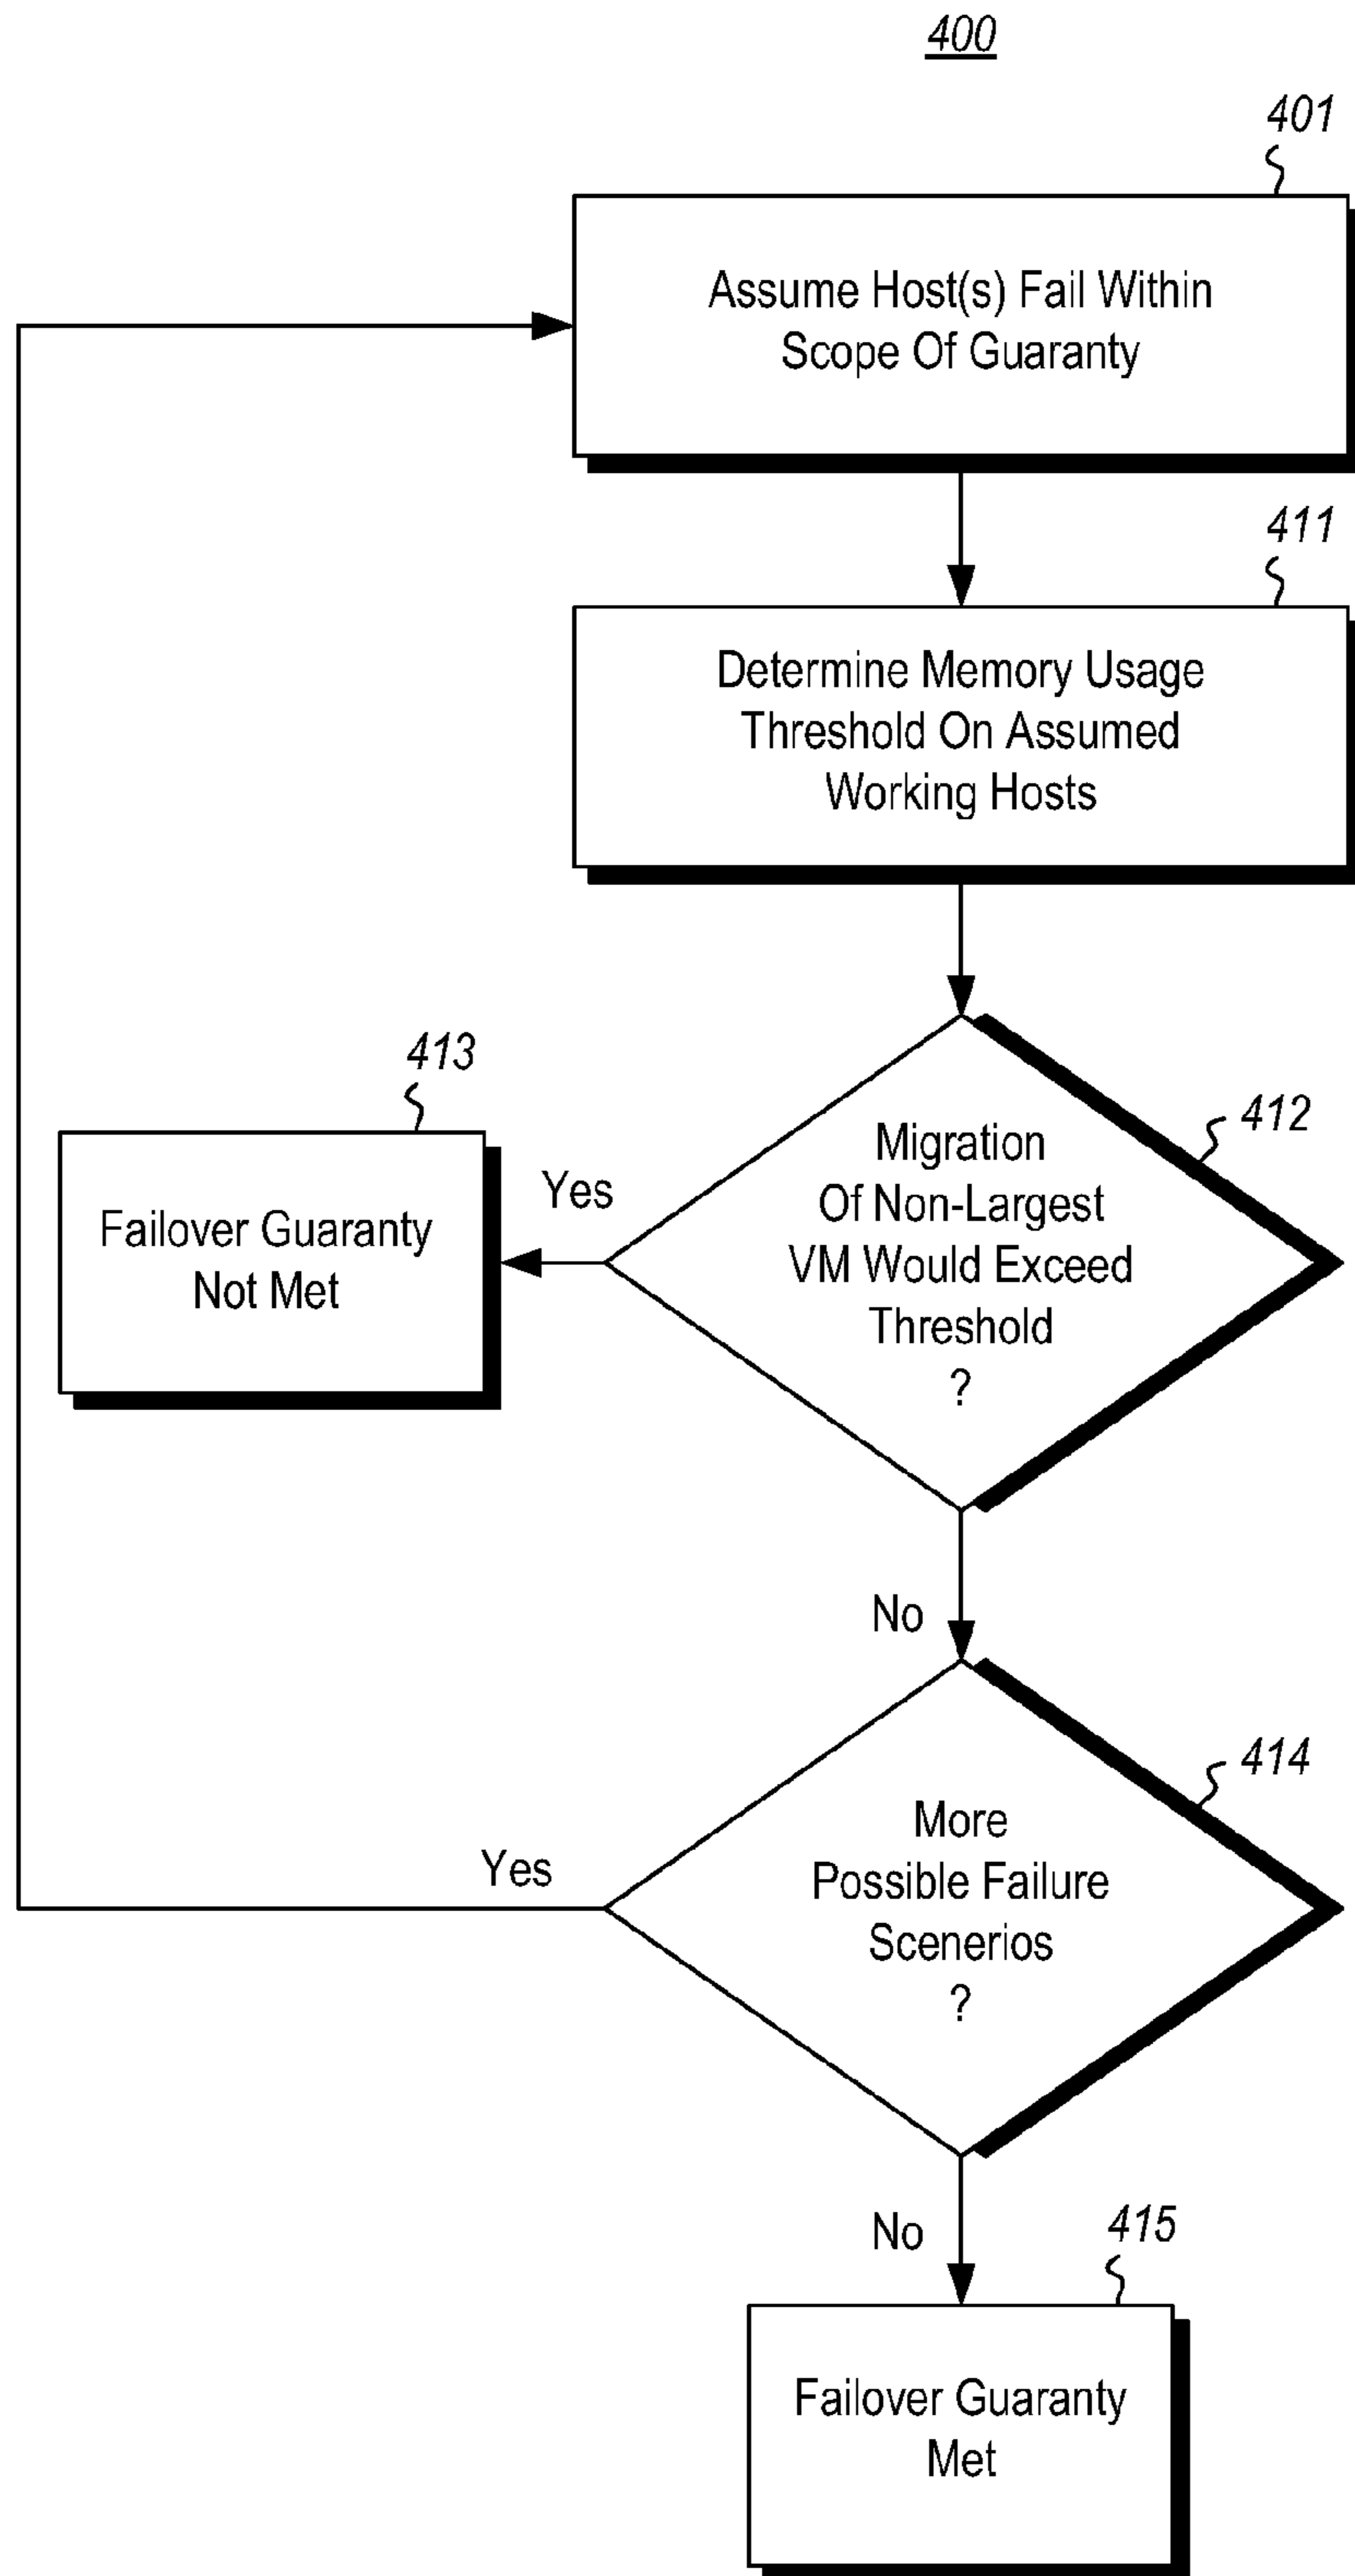 400
401
Assume Host(s) Fail Within
Scope Of Guaranty
411
Determine Memory Usage
Threshold On Assumed
Working Hosts
412
Migration
Of Non-Largest
VM Would Exceed
Threshold
?
Yes
413
Failover Guaranty
Not Met
No
414
More
Possible Failure
Scenerios
?
Yes
No
415
Failover Guaranty
Met